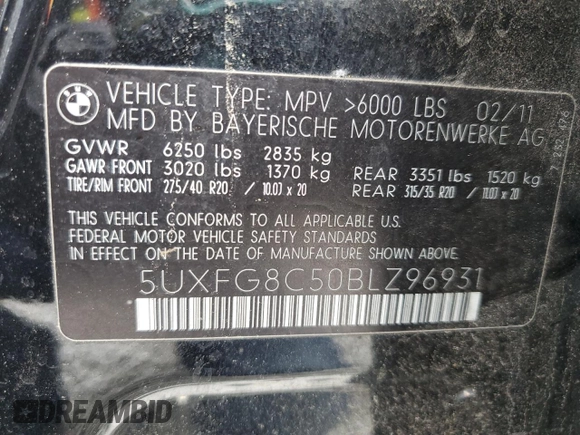 BMW
VEHICLE TYPE: MPV >6000 LBS 02/11
MFD BY BAYERISCHE MOTORENWERKE AG
GVWR 6250 lbs 2835 kg
GAWR FRONT 3020 lbs 1370 kg REAR 3351 lbs 1520 kg
TIRE/RIM FRONT 275/40 R20 / 10.0J x 20 REAR 315/35 R20 / 11.0J x 20
THIS VEHICLE CONFORMS TO ALL APPLICABLE U.S.
FEDERAL MOTOR VEHICLE SAFETY STANDARDS
IN EFFECT ON THE DATE OF MANUFACTURE SHOWN ABOVE.
5UXFG8C50BLZ96931
DREAMBID